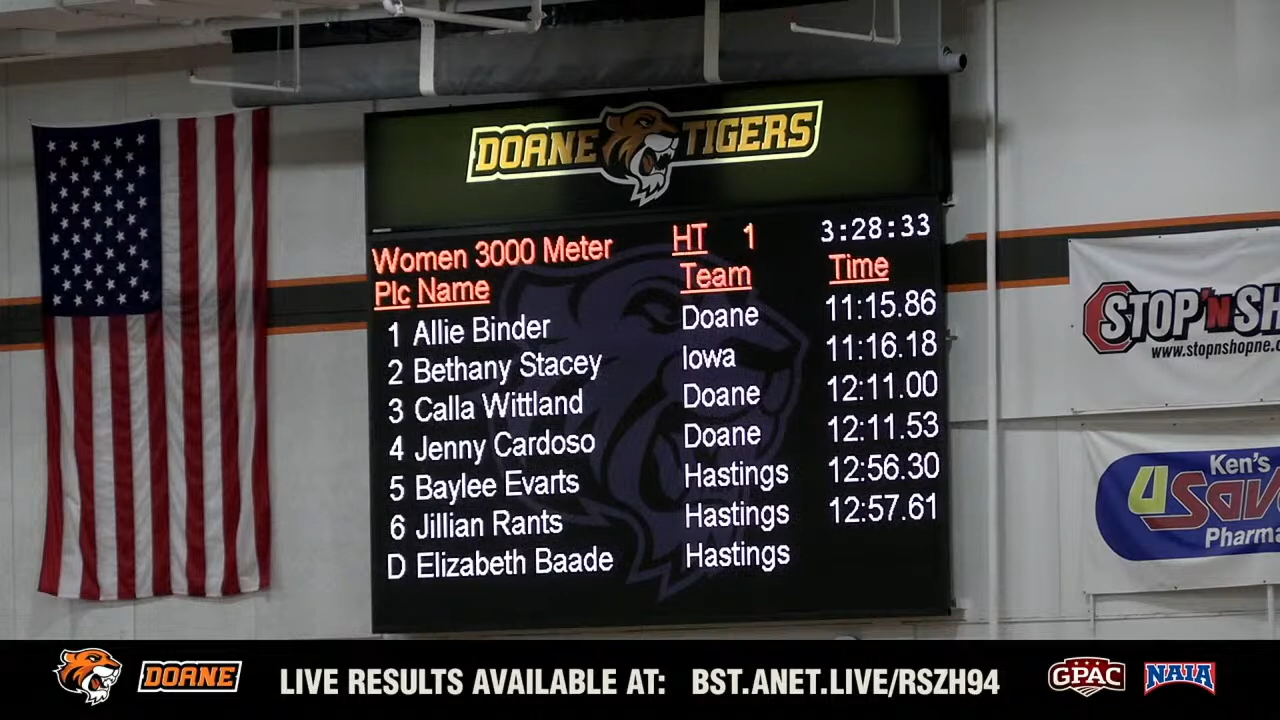 DOANE TIGERS
Women 3000 Meter HT 1 3:28:33
Plc Name Team Time
1 Allie Binder Doane 11:15.86
2 Bethany Stacey Iowa 11:16.18
3 Calla Wittland Doane 12:11.00
4 Jenny Cardoso Doane 12:11.53
5 Baylee Evarts Hastings 12:56.30
6 Jillian Rants Hastings 12:57.61
D Elizabeth Baade Hastings
STOP'N SH
www.stopnshopne.c
Ken's
U Sav
Pharma
DOANE LIVE RESULTS AVAILABLE AT: BST.ANET.LIVE/RSZH94 GPAC NAIA